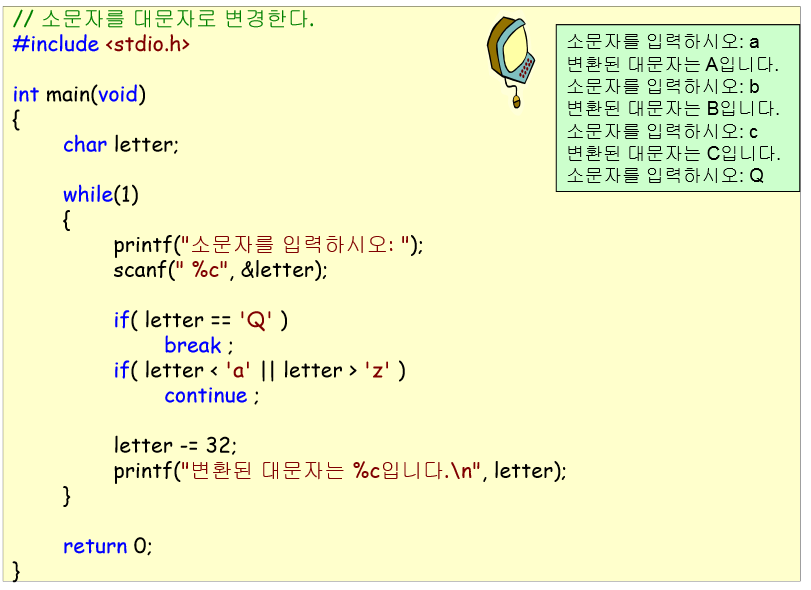 // 소문자를 대문자로 변경한다.
#include <stdio.h>
int main(void)
{
char letter;
while(1)
{
printf("소문자를 입력하시오: ");
scanf(" %c", &letter);
if( letter == 'Q' )
break ;
if( letter < 'a' || letter > 'z' )
continue ;
letter -= 32;
printf("변환된 대문자는 %c입니다.\n", letter);
}
return 0;
}
소문자를 입력하시오: a
변환된 대문자는 A입니다.
소문자를 입력하시오: b
변환된 대문자는 B입니다.
소문자를 입력하시오: c
변환된 대문자는 C입니다.
소문자를 입력하시오: Q